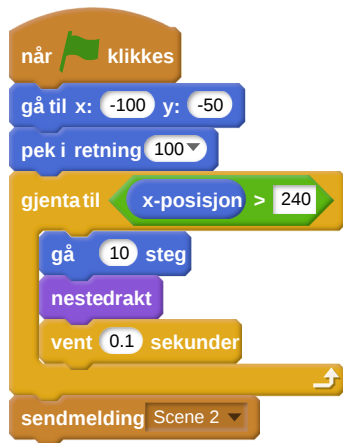 når klikkes
gå til x: -100 y: -50
pek i retning 100
gjenta til x-posisjon > 240
gå 10 steg
nestedrakt
vent 0.1 sekunder
sendmelding Scene 2